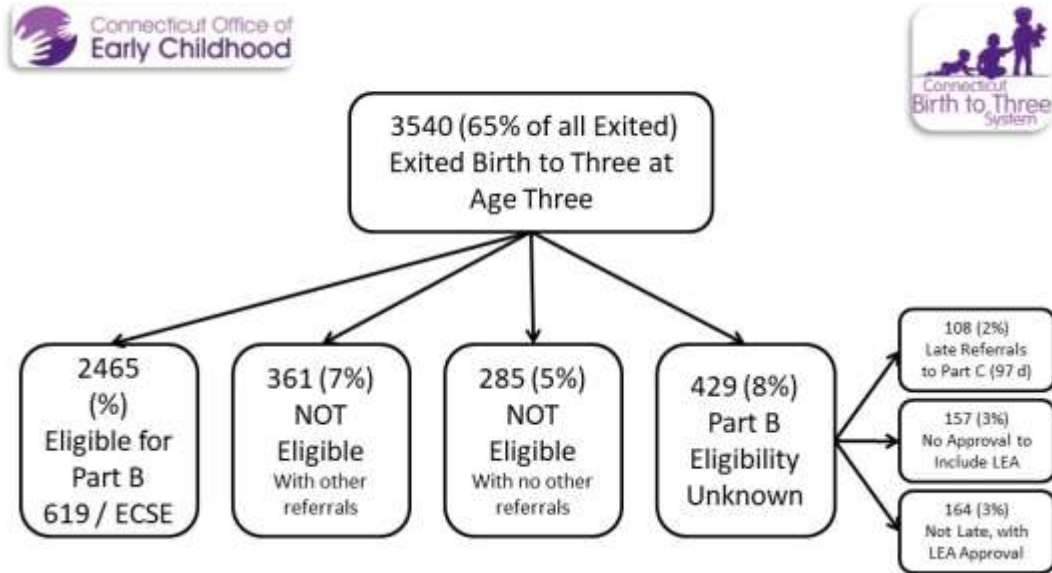 Connecticut Office of
Early Childhood
Connecticut
Birth to Three
System
3540 (65% of all Exited)
Exited Birth to Three at
Age Three
2465
(%)
Eligible for
Part B
619 / ECSE
361 (7%)
NOT
Eligible
With other
referrals
285 (5%)
NOT
Eligible
With no other
referrals
429 (8%)
Part B
Eligibility
Unknown
108 (2%)
Late Referrals
to Part C (97 d)
157 (3%)
No Approval to
Include LEA
164 (3%)
Not Late, with
LEA Approval